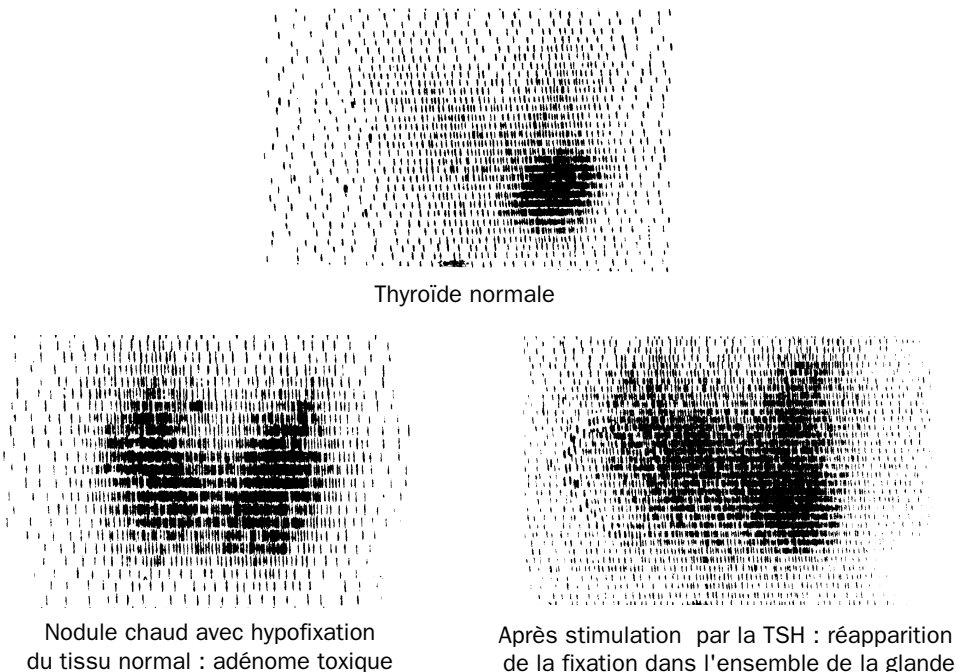 Thyroïde normale
Nodule chaud avec hypofixation
du tissu normal : adénome toxique
Après stimulation par la TSH : réapparition
de la fixation dans l'ensemble de la glande